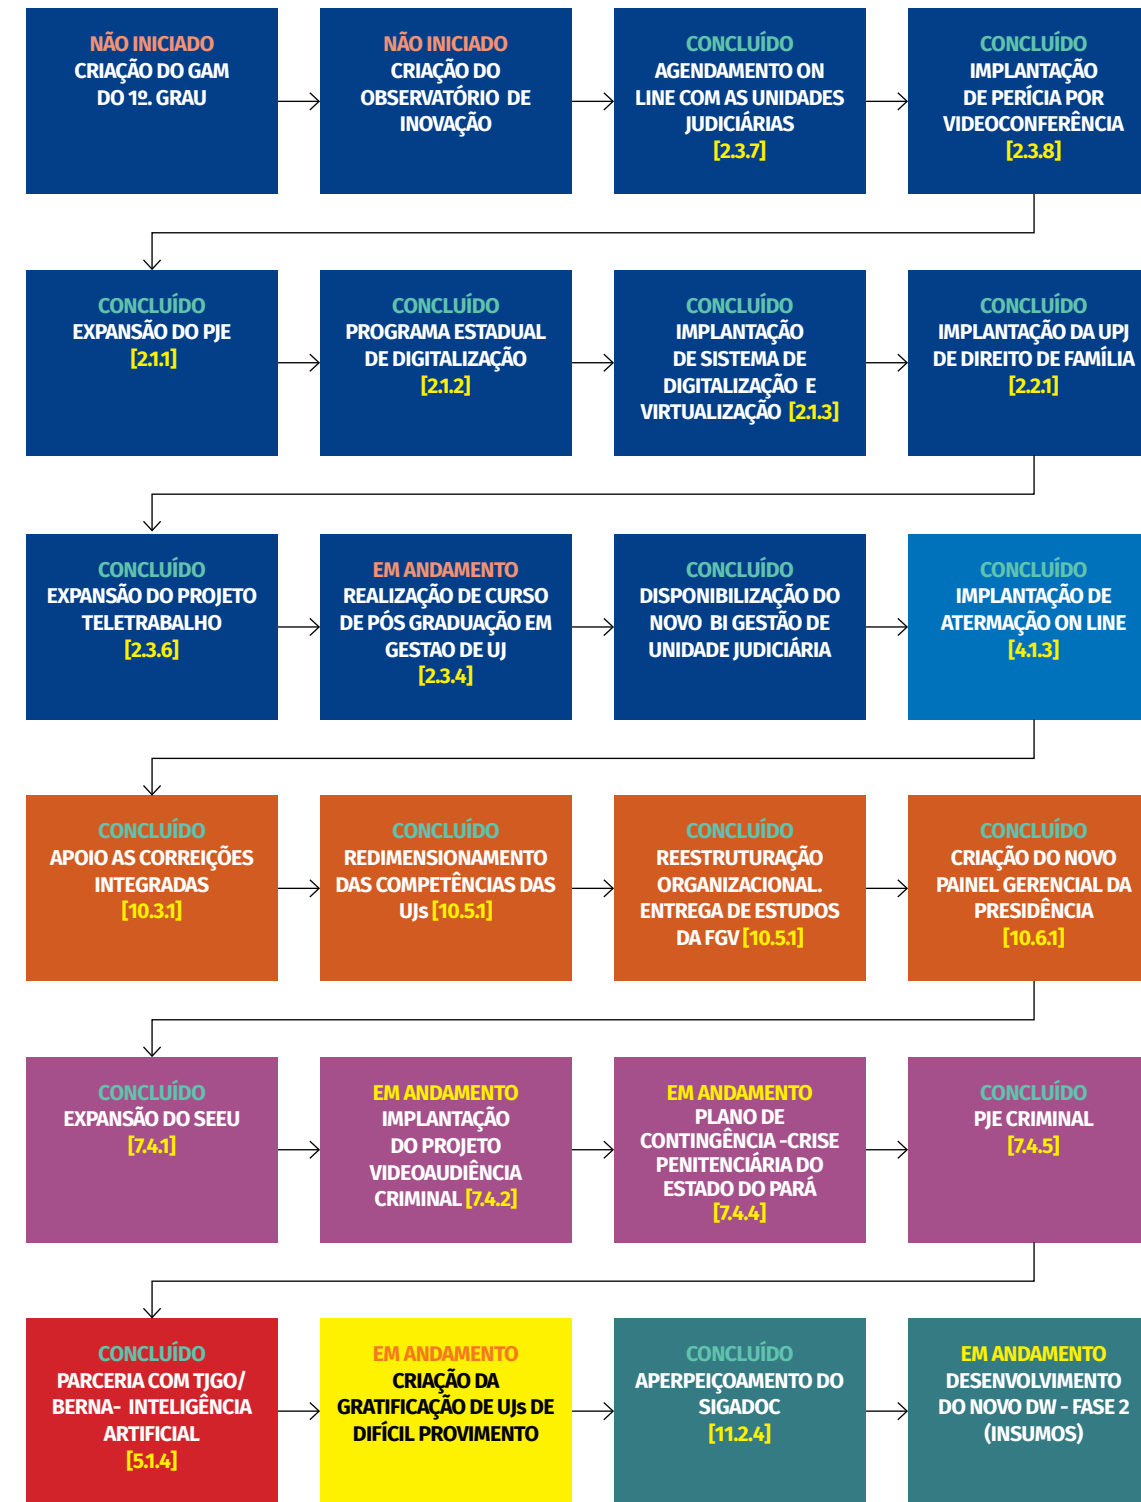 NÃO INICIADO
CRIAÇÃO DO GAM
DO 1º. GRAU
NÃO INICIADO
CRIAÇÃO DO
OBSERVATÓRIO DE
INOVAÇÃO
CONCLUÍDO
AGENDAMENTO ON
LINE COM AS UNIDADES
JUDICIÁRIAS
[2.3.7]
CONCLUÍDO
IMPLANTAÇÃO
DE PERÍCIA POR
VIDEOCONFERÊNCIA
[2.3.8]
CONCLUÍDO
EXPANSÃO DO PJE
[2.1.1]
CONCLUÍDO
PROGRAMA ESTADUAL
DE DIGITALIZAÇÃO
[2.1.2]
CONCLUÍDO
IMPLANTAÇÃO
DE SISTEMA DE
DIGITALIZAÇÃO E
VIRTUALIZAÇÃO [2.1.3]
CONCLUÍDO
IMPLANTAÇÃO DA UPJ
DE DIREITO DE FAMÍLIA
[2.2.1]
CONCLUÍDO
EXPANSÃO DO PROJETO
TELETRABALHO
[2.3.6]
EM ANDAMENTO
REALIZAÇÃO DE CURSO
DE PÓS GRADUAÇÃO EM
GESTAO DE UJ
[2.3.4]
CONCLUÍDO
DISPONIBILIZAÇÃO DO
NOVO BI GESTÃO DE
UNIDADE JUDICIÁRIA
CONCLUÍDO
IMPLANTAÇÃO DE
ATERMAÇÃO ON LINE
[4.1.3]
CONCLUÍDO
APOIO AS CORREIÇÕES
INTEGRADAS
[10.3.1]
CONCLUÍDO
REDIMENSIONAMENTO
DAS COMPETÊNCIAS DAS
UJs [10.5.1]
CONCLUÍDO
REESTRUTURAÇÃO
ORGANIZACIONAL.
ENTREGA DE ESTUDOS
DA FGV [10.5.1]
CONCLUÍDO
CRIAÇÃO DO NOVO
PAINEL GERENCIAL DA
PRESIDÊNCIA
[10.6.1]
CONCLUÍDO
EXPANSÃO DO SEEU
[7.4.1]
EM ANDAMENTO
IMPLANTAÇÃO
DO PROJETO
VIDEOAUDIÊNCIA
CRIMINAL [7.4.2]
EM ANDAMENTO
PLANO DE
CONTINGÊNCIA -CRISE
PENITENCIÁRIA DO
ESTADO DO PARÁ
[7.4.4]
CONCLUÍDO
PJE CRIMINAL
[7.4.5]
CONCLUÍDO
PARCERIA COM TJGO/
BERNA- INTELIGÊNCIA
ARTIFICIAL
[5.1.4]
EM ANDAMENTO
CRIAÇÃO DA
GRATIFICAÇÃO DE UJs DE
DIFÍCIL PROVIMENTO
CONCLUÍDO
APERPEIÇOAMENTO DO
SIGADOC
[11.2.4]
EM ANDAMENTO
DESENVOLVIMENTO
DO NOVO DW - FASE 2
(INSUMOS)